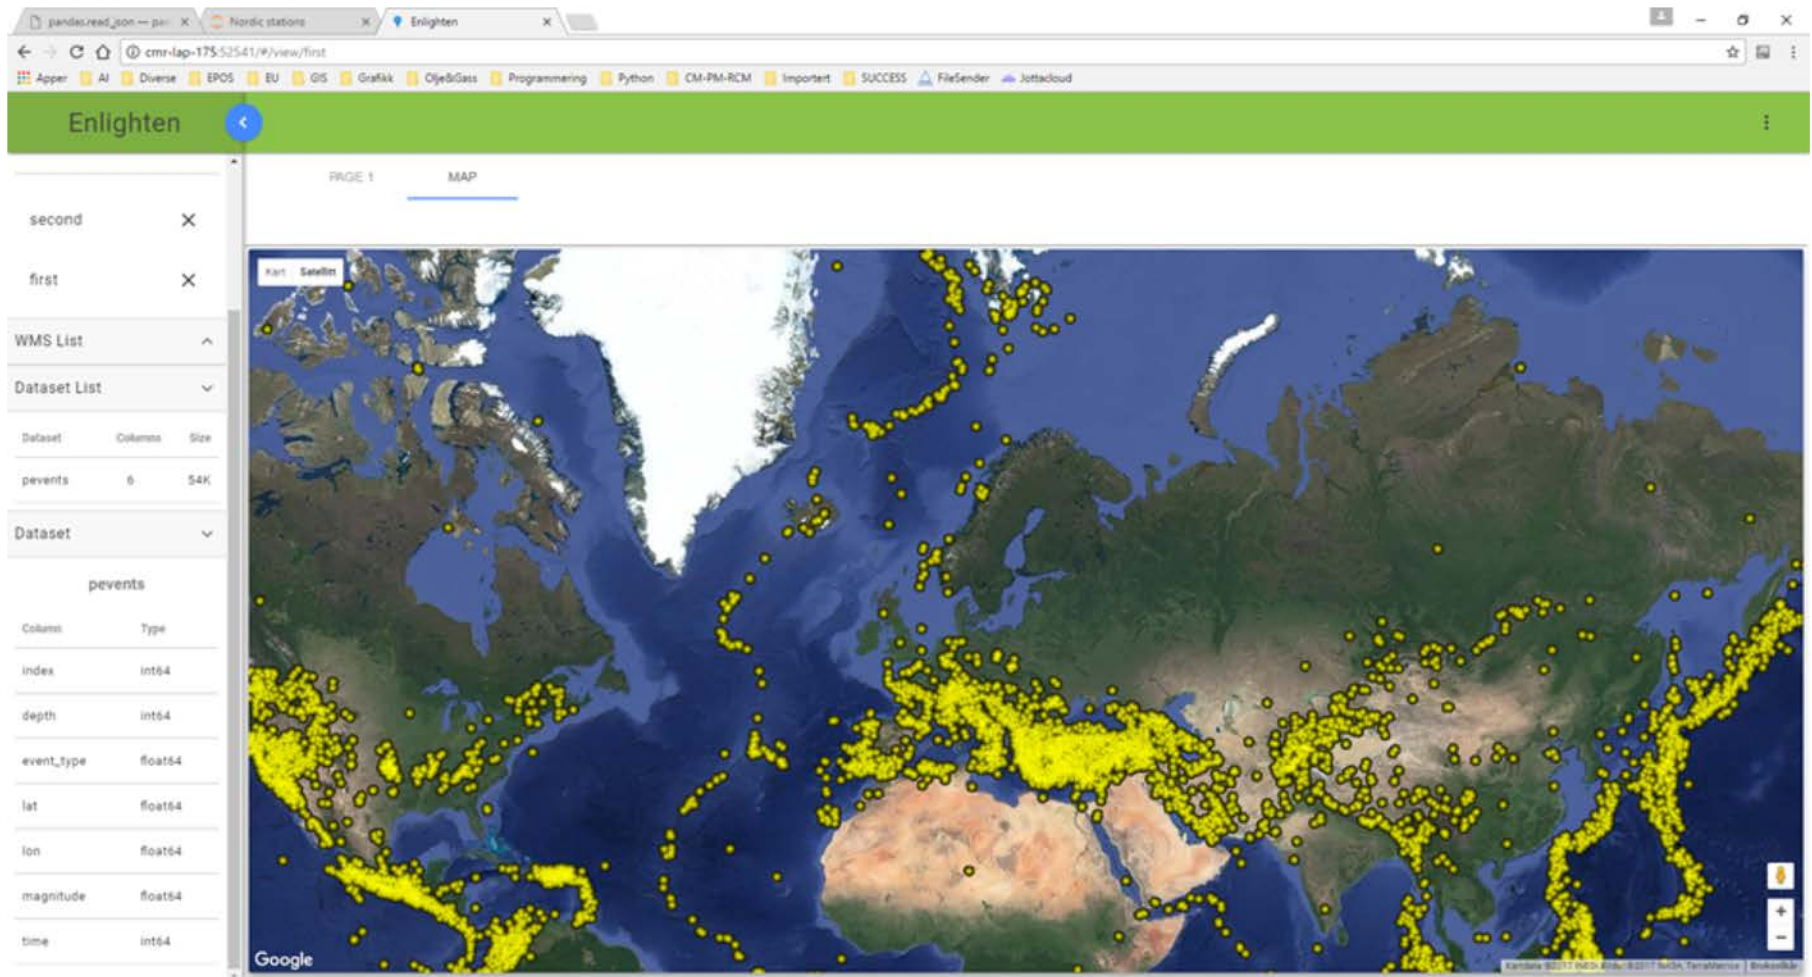 pandas.read_json — pan
Nordic stations
Enlighten
cmr-lap-175:52541/#/view/first
Apper AI Diverse EPOS EU GIS Grafikk Olje&Gass Programmering Python CM-PM-RCM Importert SUCCESS FileSender Jottacloud
Enlighten
PAGE 1 MAP
second
first
WMS List
Dataset List
Dataset Columns Size
pevents 6 54K
Dataset
pevents
Column Type
index int64
depth int64
event_type float64
lat float64
lon float64
magnitude float64
time int64
Kart Satellitt
Google